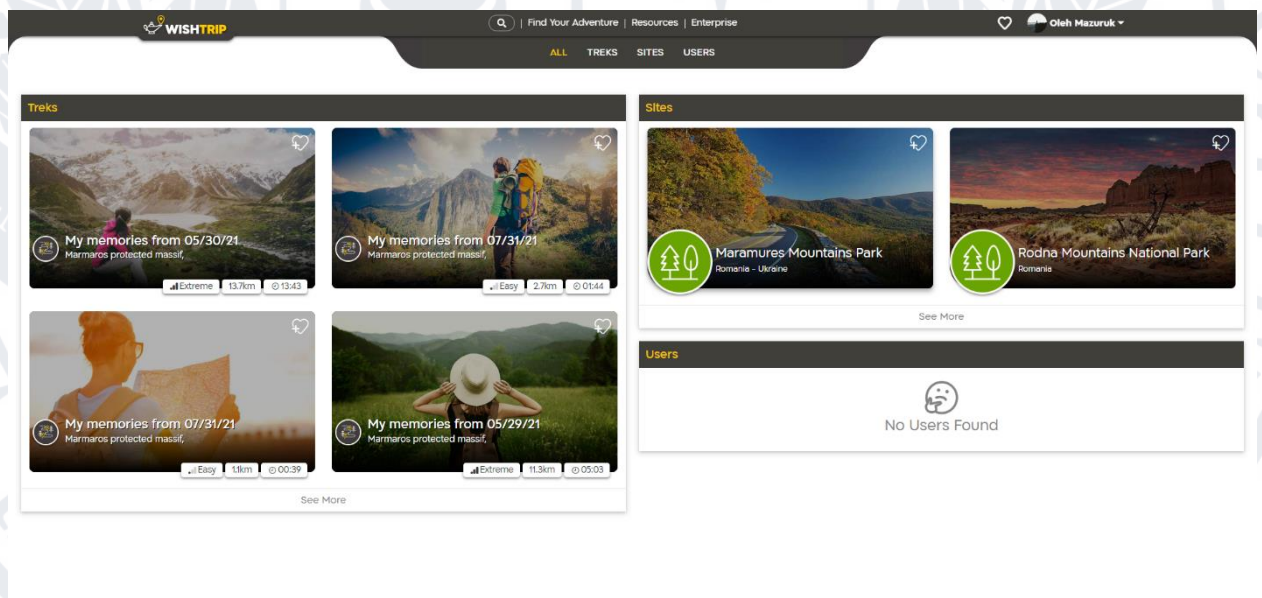 WISHTRIP
| Find Your Adventure | Resources | Enterprise
Oleh Mazuruk
ALL TREKS SITES USERS
Treks
My memories from 05/30/21
Marmaros protected massif,
Extreme 13.7km 13:43
My memories from 07/31/21
Marmaros protected massif,
Easy 2.7km 01:44
My memories from 07/31/21
Marmaros protected massif,
Easy 1.1km 00:39
My memories from 05/29/21
Marmaros protected massif,
Extreme 11.3km 05:03
See More
Sites
Maramures Mountains Park
Romania - Ukraine
Rodna Mountains National Park
Romania
See More
Users
No Users Found